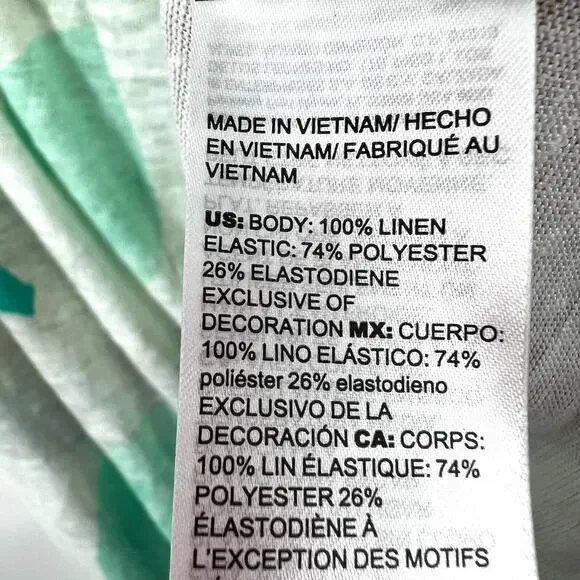 MADE IN VIETNAM/ HECHO
EN VIETNAM/ FABRIQUÉ AU
VIETNAM
US: BODY: 100% LINEN
ELASTIC: 74% POLYESTER
26% ELASTODIENE
EXCLUSIVE OF
DECORATION MX: CUERPO:
100% LINO ELÁSTICO: 74%
poliéster 26% elastodieno
EXCLUSIVO DE LA
DECORACIÓN CA: CORPS:
100% LIN ÉLASTIQUE: 74%
POLYESTER 26%
ÉLASTODIÈNE À
L'EXCEPTION DES MOTIFS